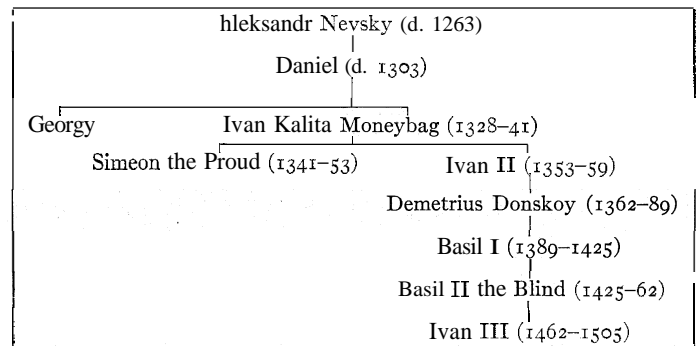 hleksandr Nevsky (d. 1263)
Daniel (d. 1303)
Georgy Ivan Kalita Moneybag (1328–41)
Simeon the Proud (1341–53) Ivan II (1353–59)
Demetrius Donskoy (1362–89)
Basil I (1389–1425)
Basil II the Blind (1425–62)
Ivan III (1462–1505)